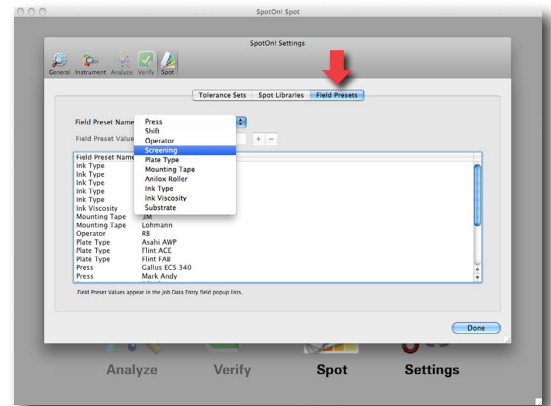 SpotOn! Spot
SpotOn! Settings
General Instrument Analyze Verify Spot
Tolerance Sets Spot Libraries Field Presets
Field Preset Name
Field Preset Value + −
Press
Shift
Operator
Screening
Plate Type
Mounting Tape
Anilox Roller
Ink Type
Ink Viscosity
Substrate
Field Preset Name
Ink Type
Ink Type
Ink Type
Ink Type
Ink Type
Ink Viscosity
Mounting Tape 3M
Mounting Tape Lohmann
Operator RB
Plate Type Asahi AWP
Plate Type Flint ACE
Plate Type Flint FAB
Press Gallus ECS 340
Press Mark Andy
Field Preset Values appear in the Job Data Entry field popup lists.
Done
Analyze Verify Spot Settings